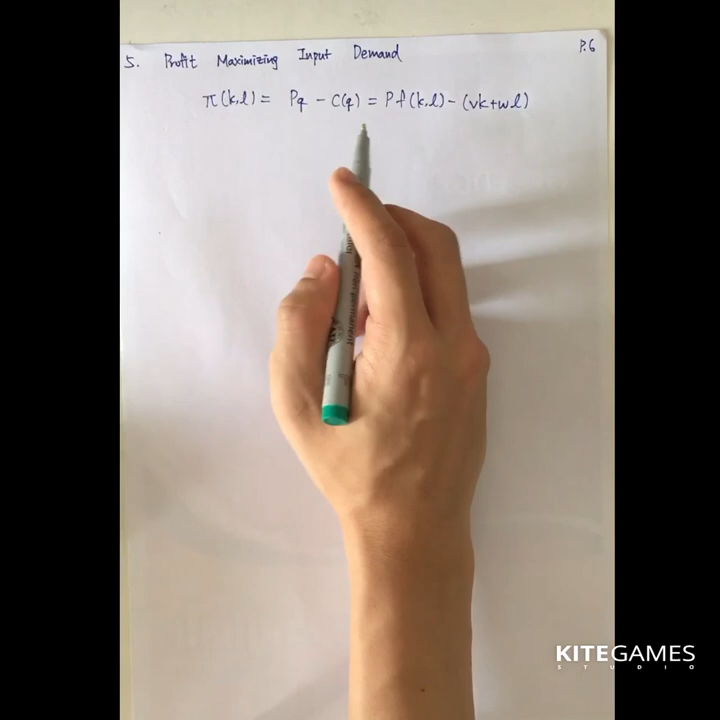 5. Profit Maximizing Input Demand
P.6
π(k,l) = Pq - C(q) = Pf(k,l) - (vk+wl)
KITEGAMES
STUDIO